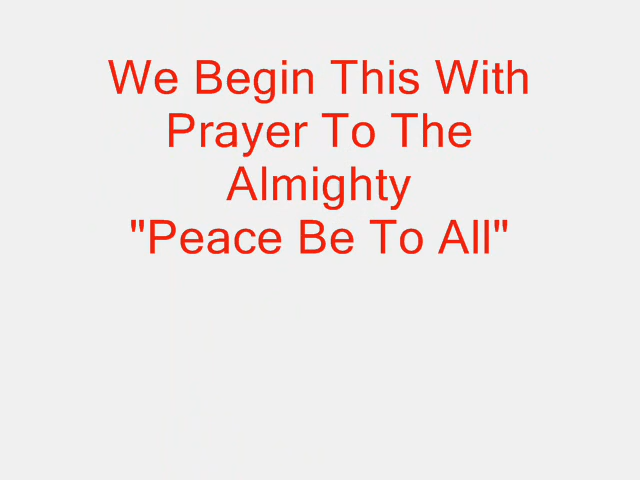 We Begin This With
Prayer To The
Almighty
"Peace Be To All"